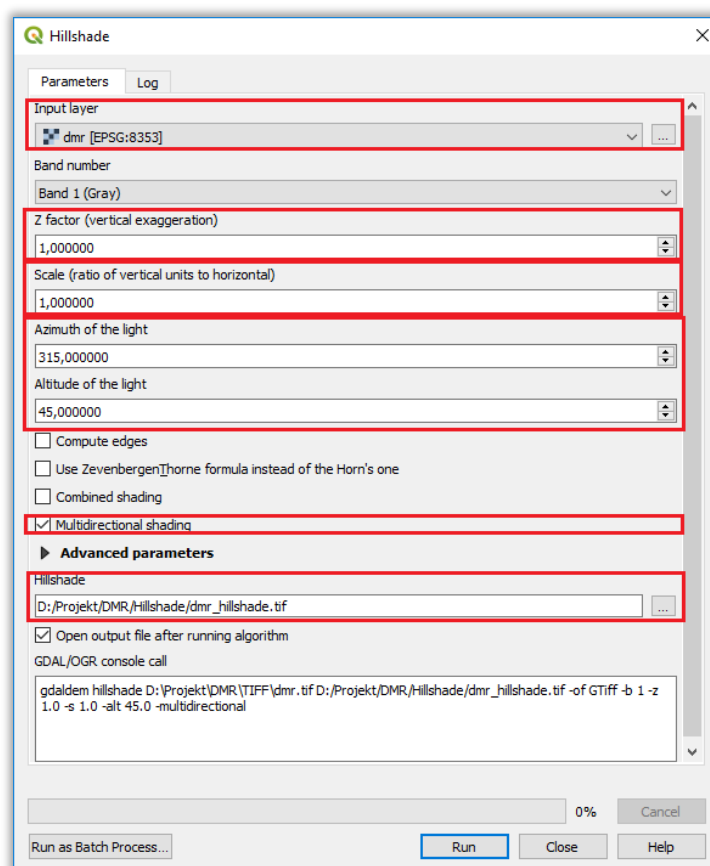 Hillshade
Parameters
Log
Input layer
dmr [EPSG:8353]
...
Band number
Band 1 (Gray)
Z factor (vertical exaggeration)
1,000000
Scale (ratio of vertical units to horizontal)
1,000000
Azimuth of the light
315,000000
Altitude of the light
45,000000
Compute edges
Use ZevenbergenThorne formula instead of the Horn's one
Combined shading
Multidirectional shading
Advanced parameters
Hillshade
D:/Projekt/DMR/Hillshade/dmr_hillshade.tif
...
Open output file after running algorithm
GDAL/OGR console call
gdaldem hillshade D:\Projekt\DMR\TIFF\dmr.tif D:/Projekt/DMR/Hillshade/dmr_hillshade.tif -of GTiff -b 1 -z
1.0 -s 1.0 -alt 45.0 -multidirectional
0%
Cancel
Run as Batch Process...
Run
Close
Help